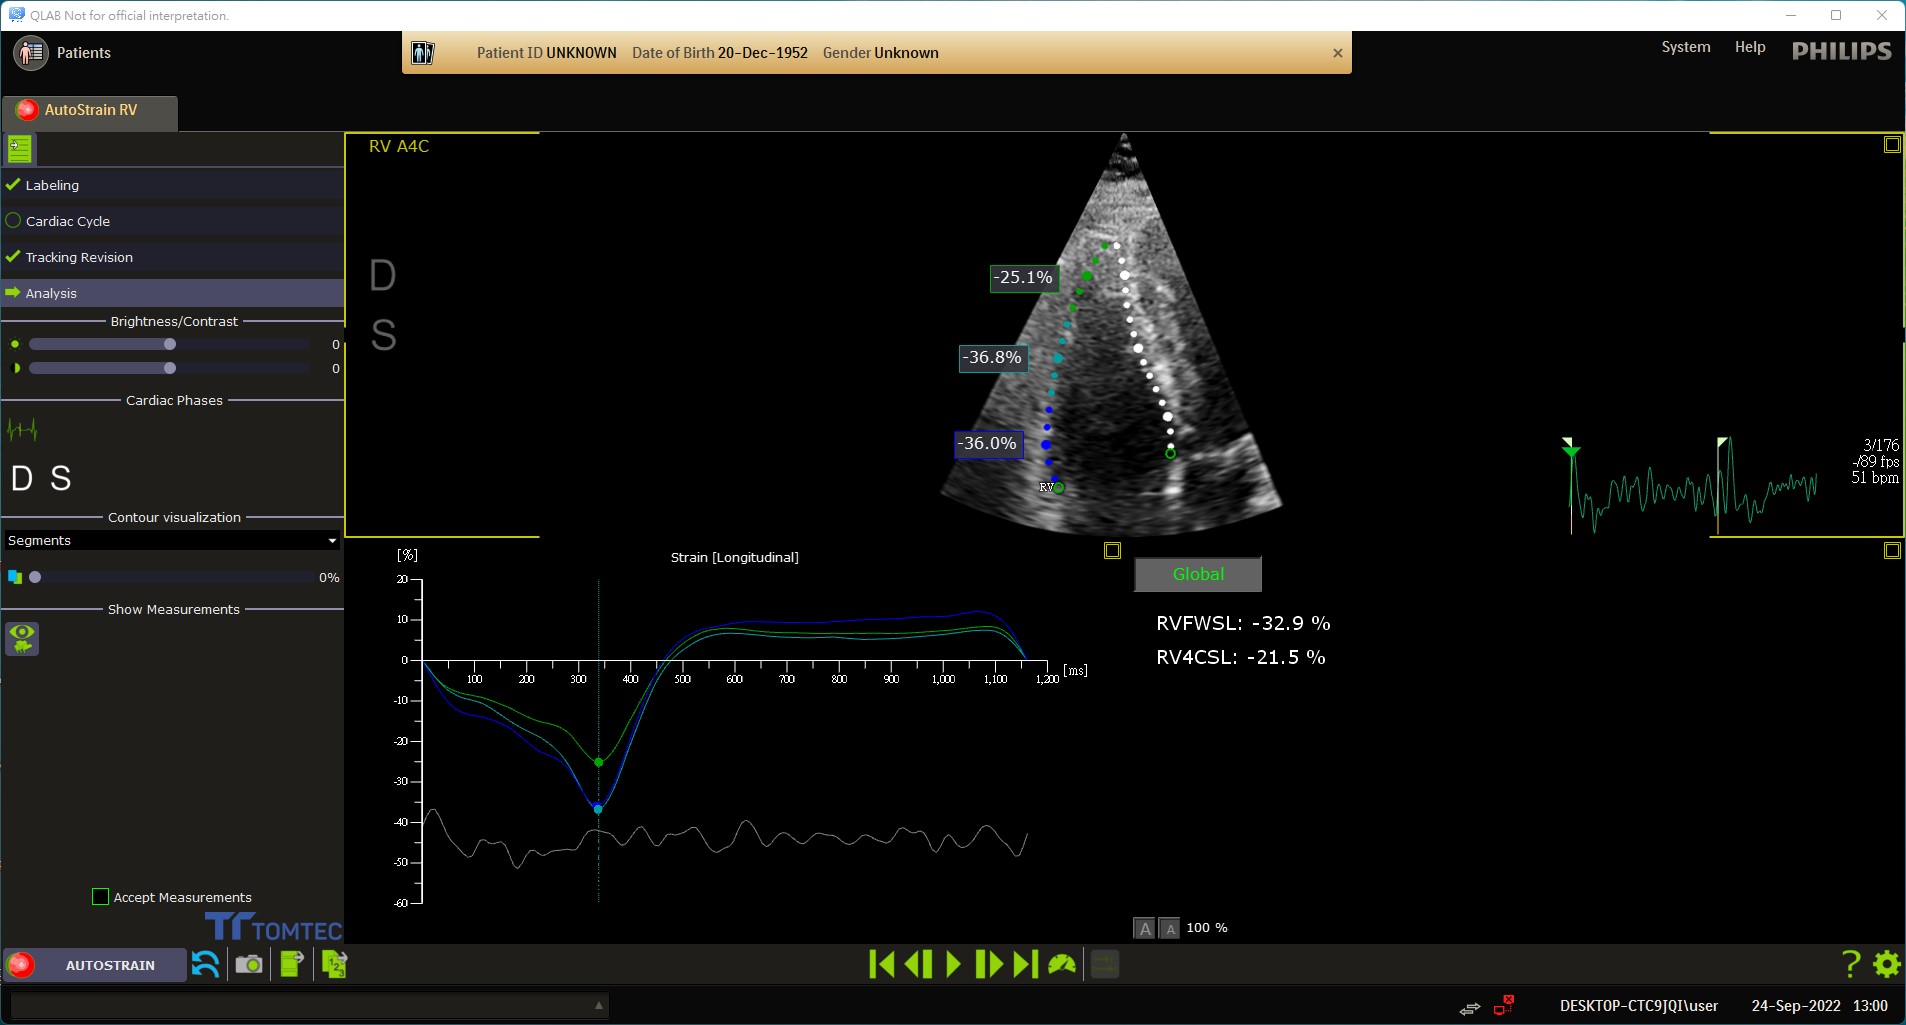 QLAB Not for official interpretation.
Patients
Patient ID UNKNOWN Date of Birth 20-Dec-1952 Gender Unknown
System Help PHILIPS
AutoStrain RV
Labeling
Cardiac Cycle
Tracking Revision
Analysis
Brightness/Contrast
0
0
Cardiac Phases
D S
Contour visualization
Segments
0%
Show Measurements
Accept Measurements
TOMTEC
RV A4C
D
S
-25.1%
-36.8%
-36.0%
RV
3/176
-/89 fps
51 bpm
[%]
Strain [Longitudinal]
20
10
0
-10
-20
-30
-40
-50
-60
100 200 300 400 500 600 700 800 900 1,000 1,100 1,200 [ms]
Global
RVFWSL: -32.9 %
RV4CSL: -21.5 %
A A 100 %
AUTOSTRAIN
1 2 3
?
DESKTOP-CTC9JQI\user 24-Sep-2022 13:00